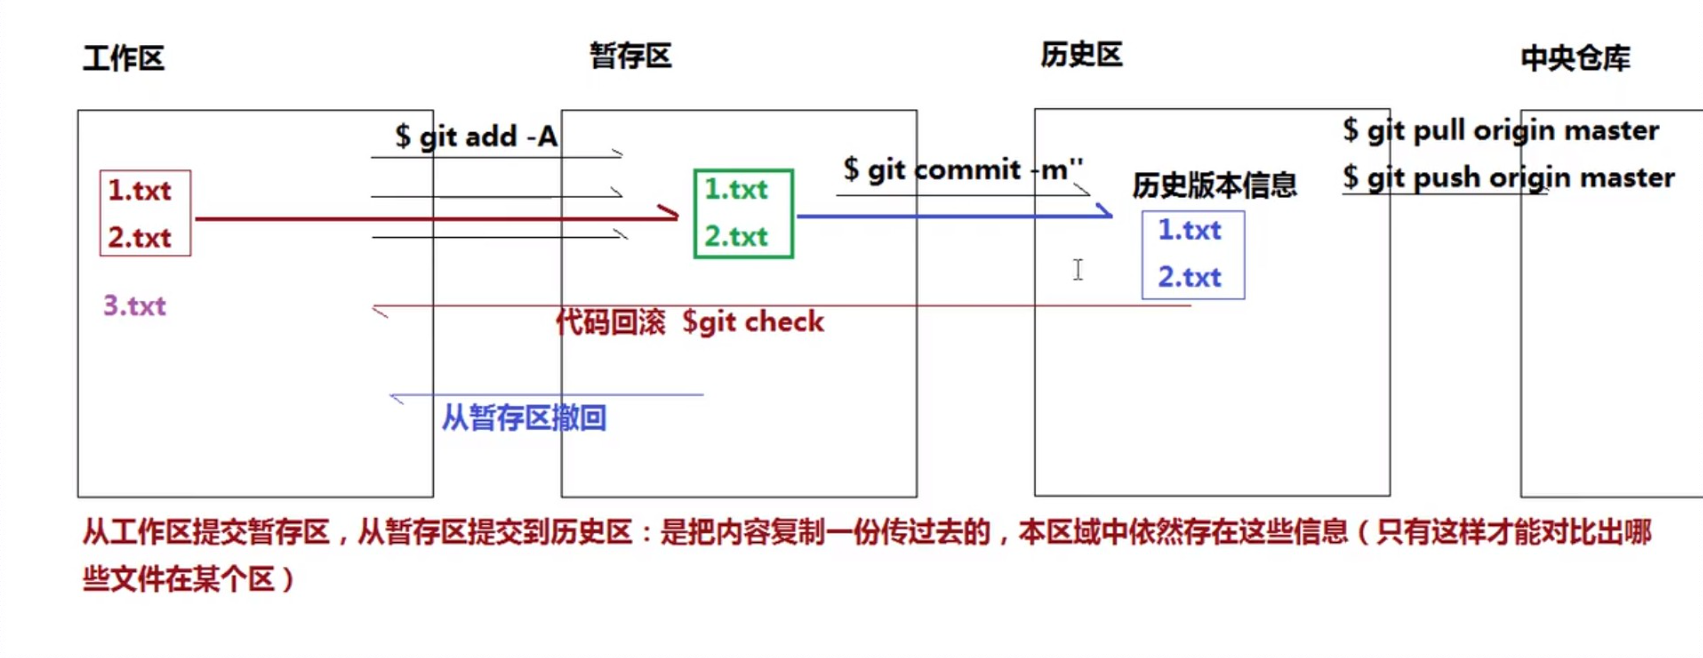 工作区
暂存区
历史区
中央仓库
$ git add -A
1.txt
2.txt
3.txt
1.txt
2.txt
$ git commit -m"
历史版本信息
1.txt
2.txt
$ git pull origin master
$ git push origin master
代码回滚 $git check
从暂存区撤回
从工作区提交暂存区，从暂存区提交到历史区：是把内容复制一份传过去的，本区域中依然存在这些信息（只有这样才能对比出哪
些文件在某个区）